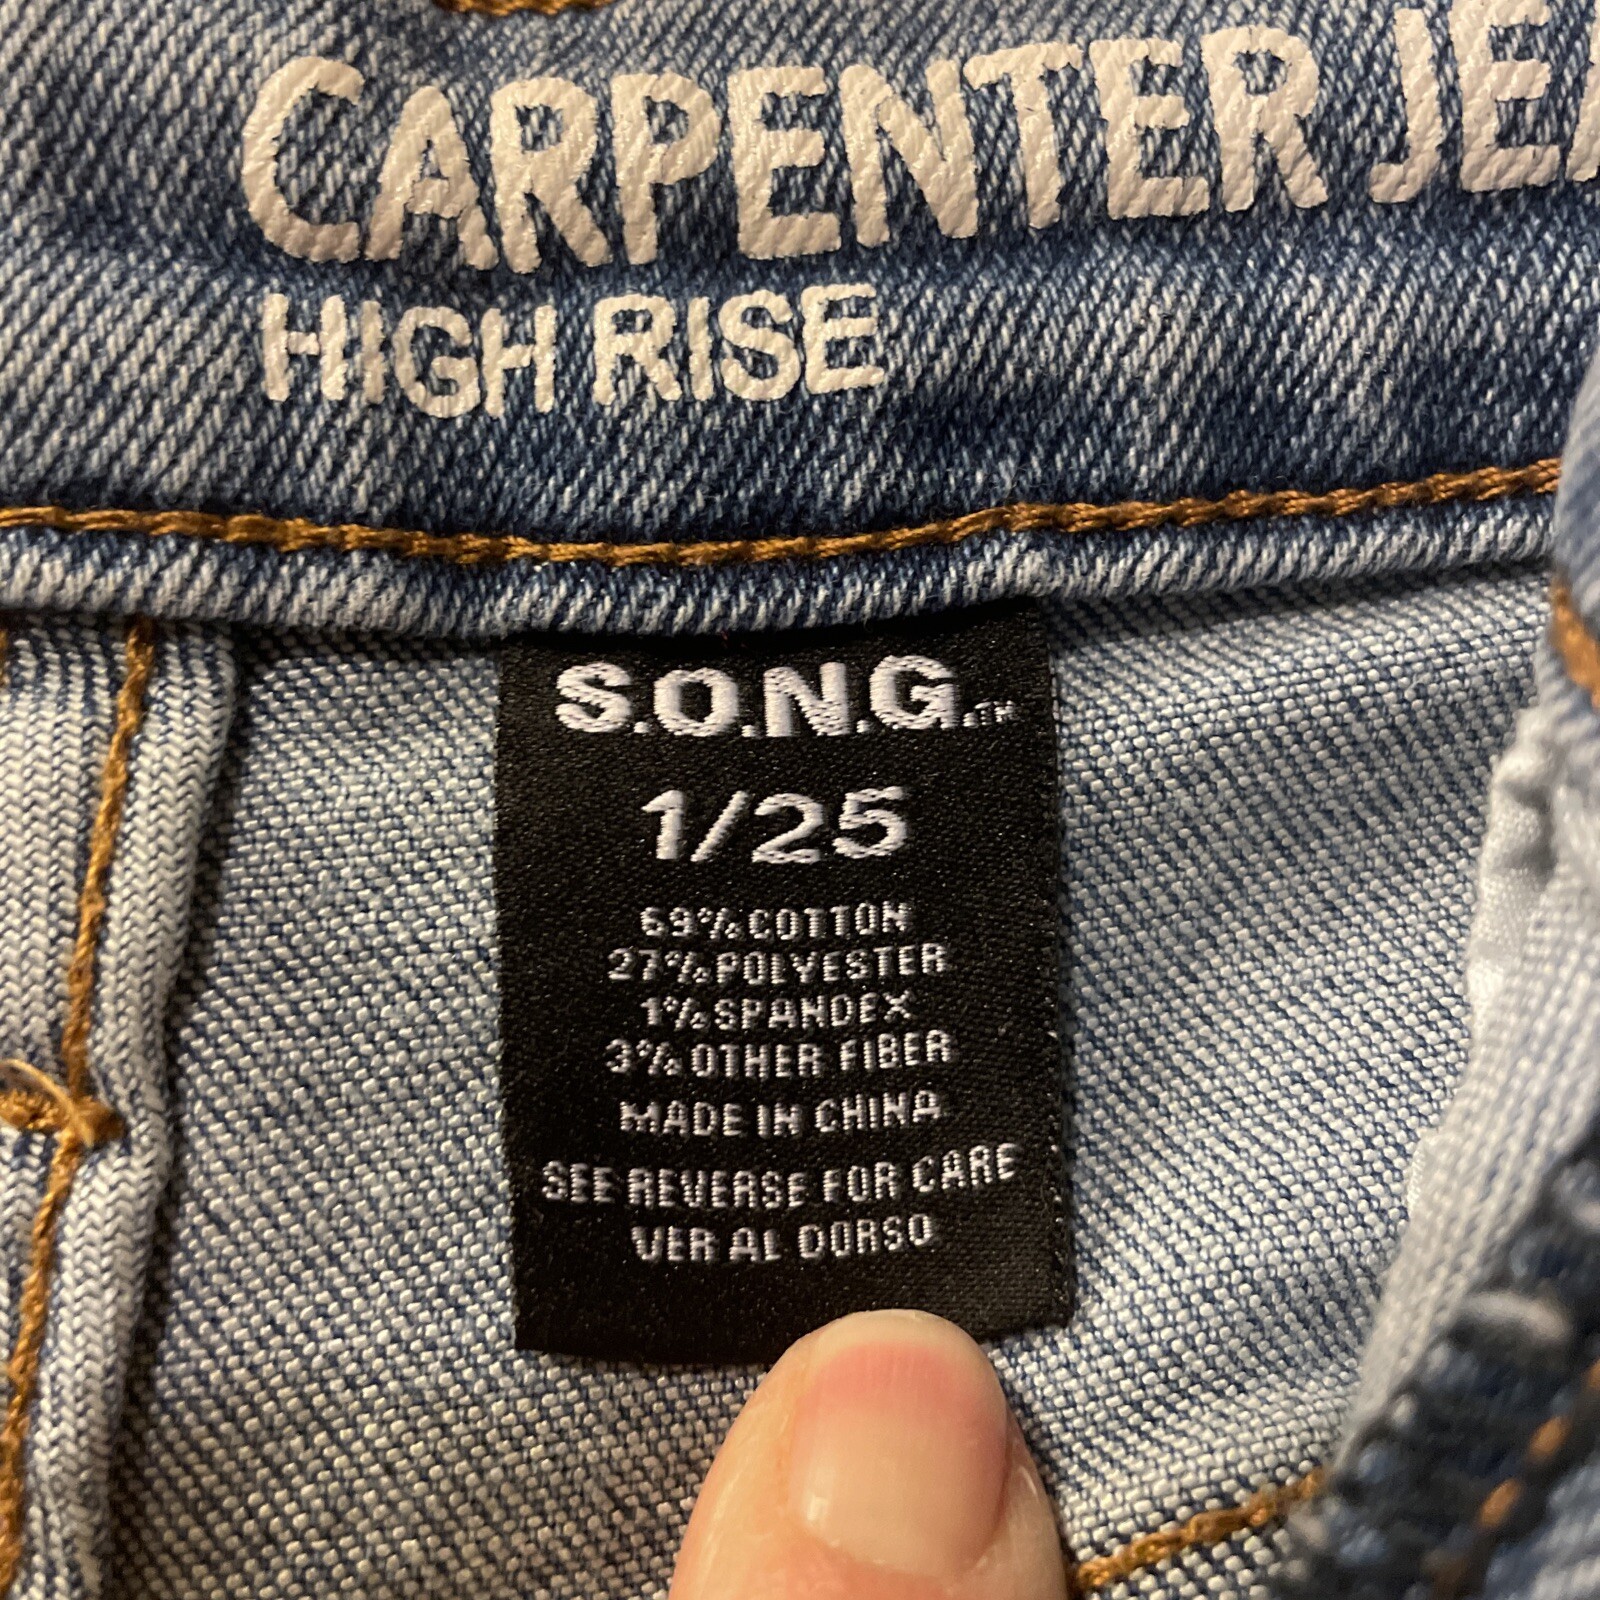 CARPENTER JEA
HIGH RISE
S.O.N.G.™
1/25
69% COTTON
27% POLYESTER
1% SPANDEX
3% OTHER FIBER
MADE IN CHINA
SEE REVERSE FOR CARE
VER AL DORSO